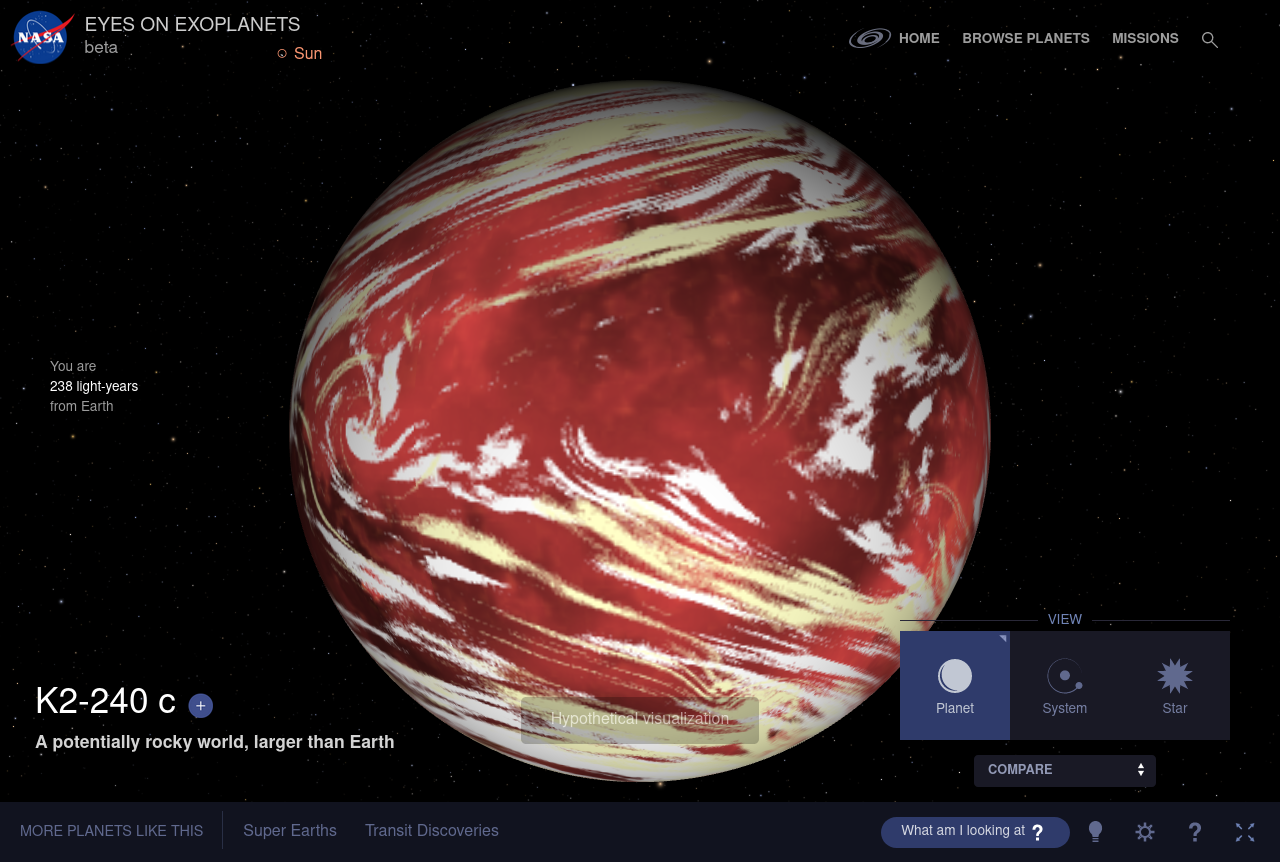 NASA
EYES ON EXOPLANETS
beta
Sun
HOME
BROWSE PLANETS
MISSIONS
You are
238 light-years
from Earth
VIEW
Planet
System
Star
K2-240 c +
A potentially rocky world, larger than Earth
Hypothetical visualization
COMPARE
MORE PLANETS LIKE THIS
Super Earths
Transit Discoveries
What am I looking at ?
?